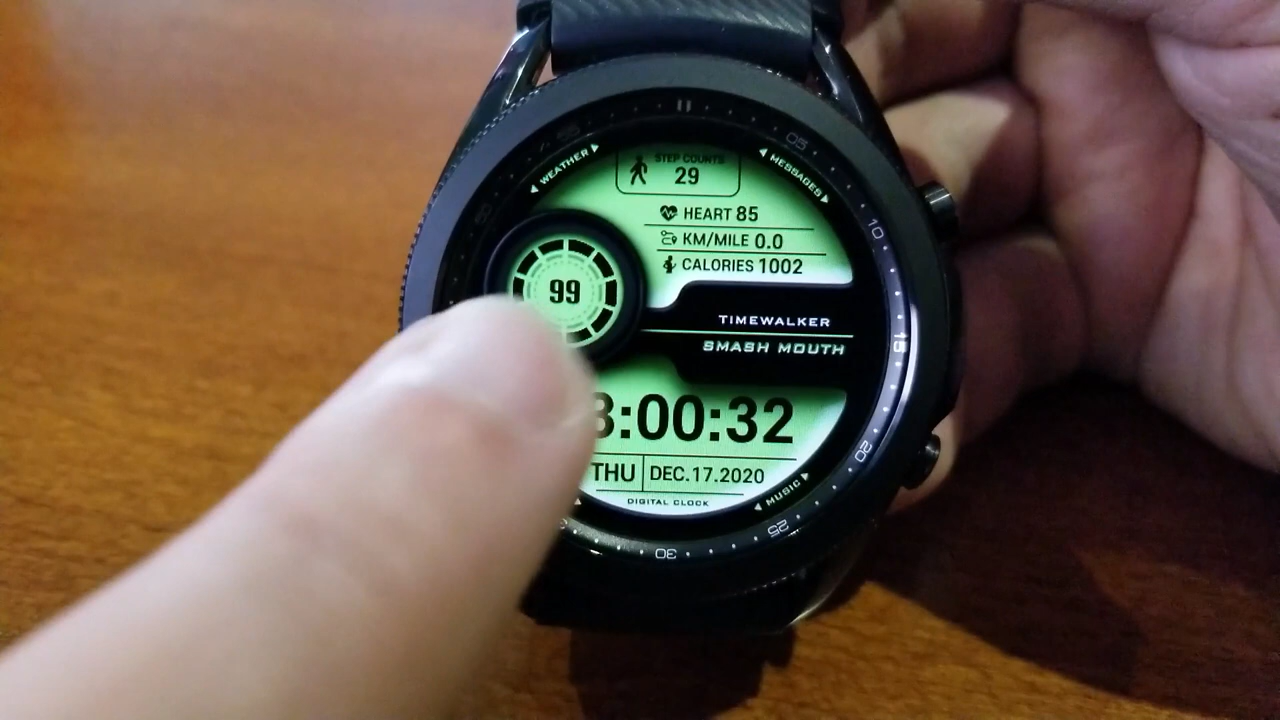 STEP COUNTS
29
WEATHER
MESSAGES
HEART 85
KM/MILE 0.0
CALORIES 1002
99
TIMEWALKER
SMASH MOUTH
:00:32
THU DEC.17.2020
DIGITAL CLOCK
MUSIC
05
10
15
20
25
30